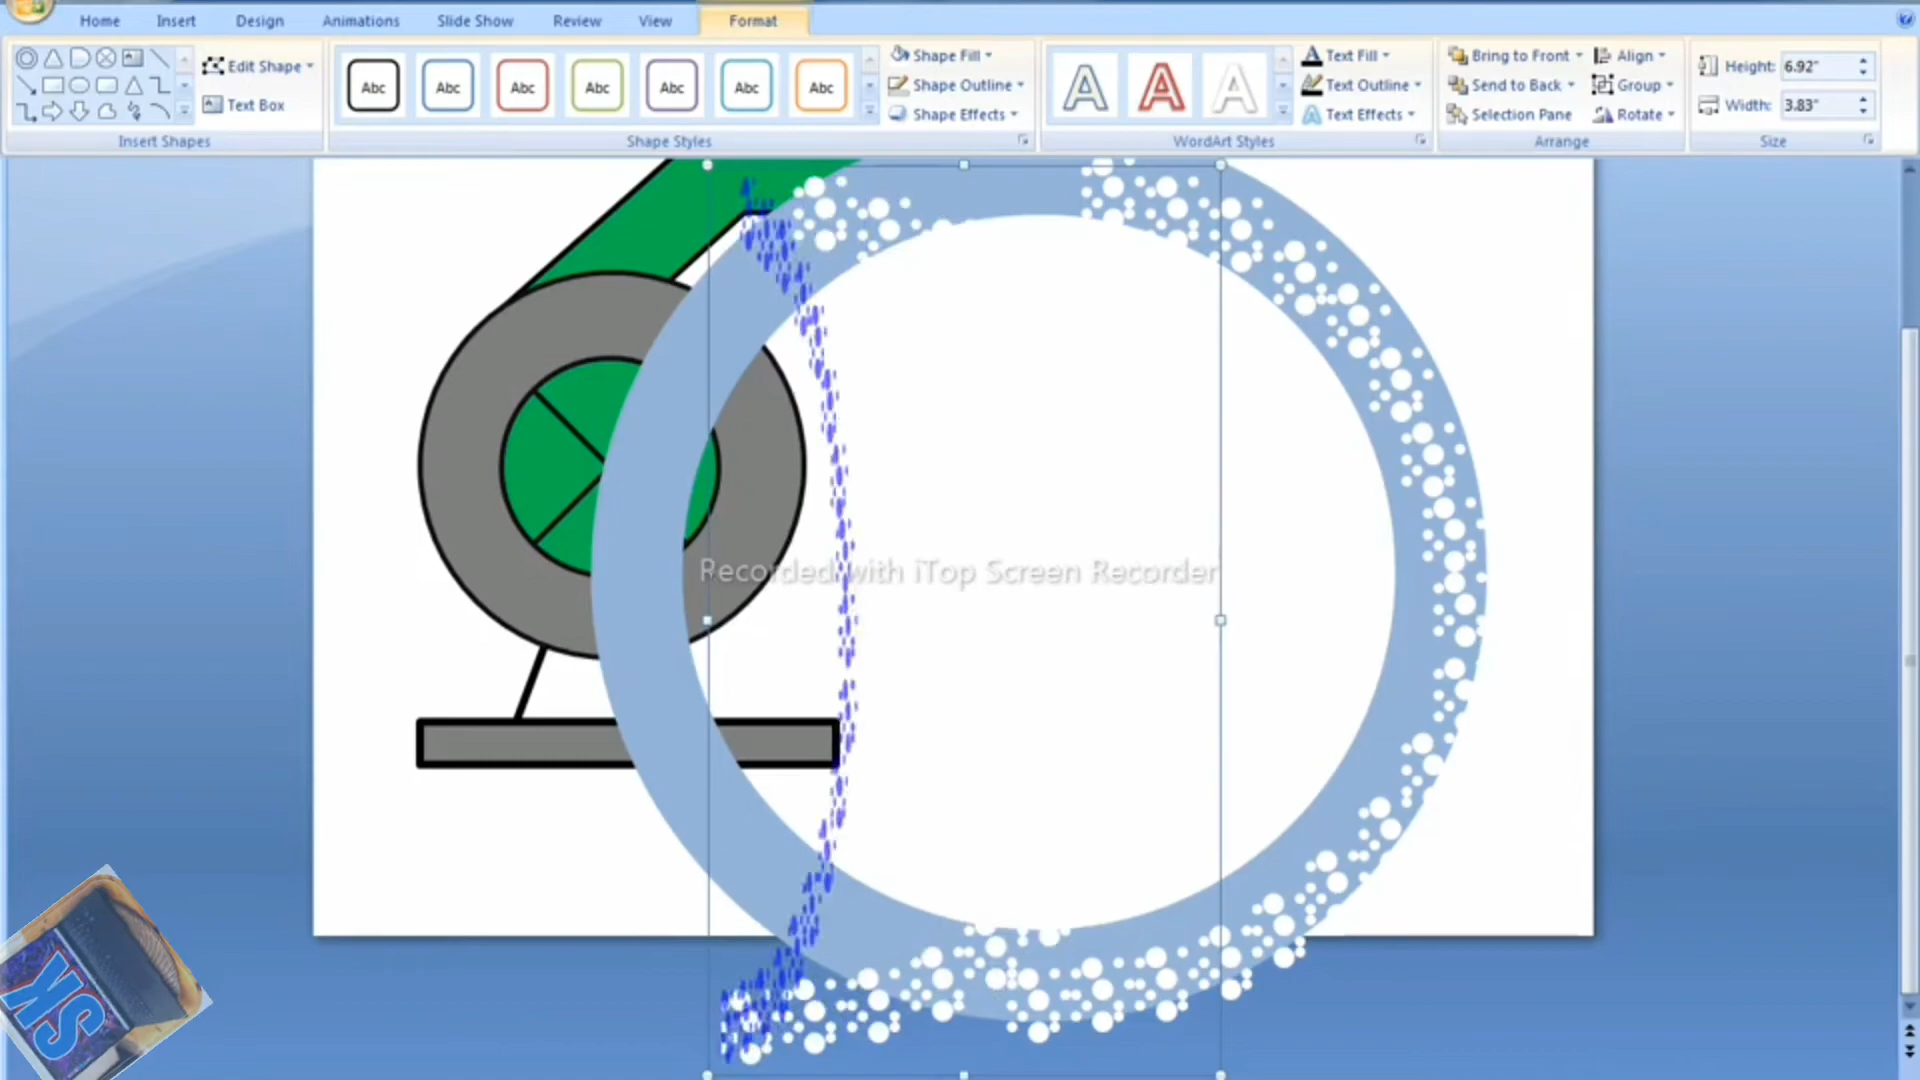 Home Insert Design Animations Slide Show Review View Format
Edit Shape
Text Box
Insert Shapes
Abc Abc Abc Abc Abc Abc Abc
Shape Fill
Shape Outline
Shape Effects
Shape Styles
A A A
Text Fill
Text Outline
Text Effects
WordArt Styles
Bring to Front
Send to Back
Selection Pane
Align
Group
Rotate
Arrange
Height: 6.92"
Width: 3.83"
Size
Recorded with iTop Screen Recorder
SK